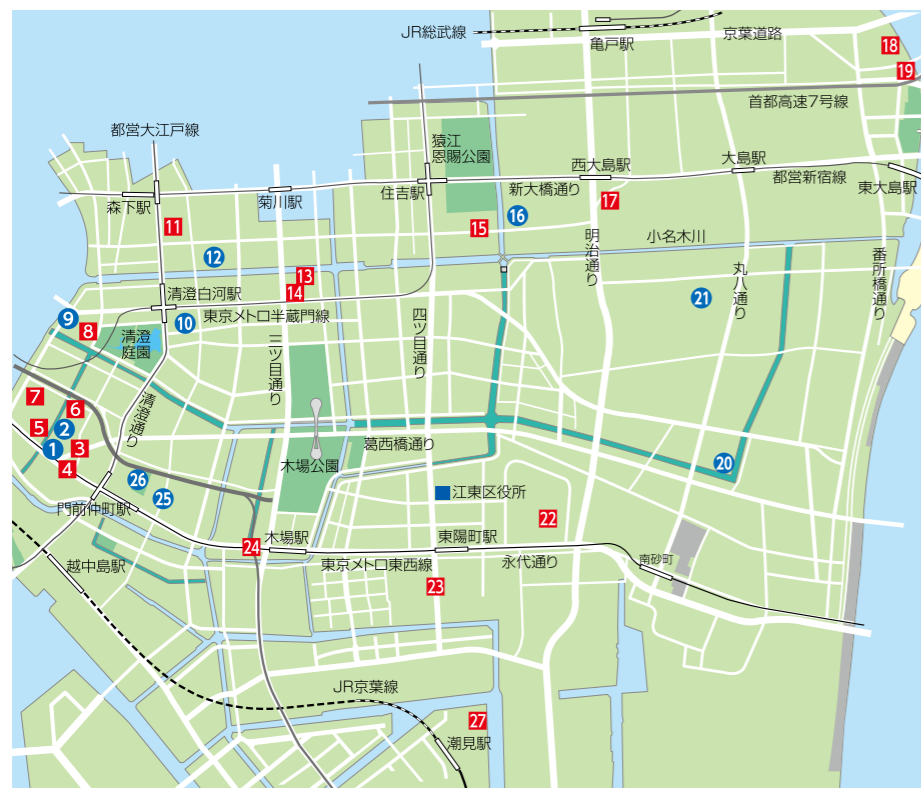 JR総武線
亀戸駅
京葉道路
18
19
首都高速7号線
都営大江戸線
猿江
恩賜公園
西大島駅
大島駅
都営新宿線
東大島駅
新大橋通り
住吉駅
菊川駅
森下駅
11
12
15
16
17
小名木川
明治通り
丸八通り
番所橋通り
13
14
清澄白河駅
東京メトロ半蔵門線
四ツ目通り
三ツ目通り
21
9
8
10
清澄
庭園
清澄通り
7
6
5
2
1
3
4
葛西橋通り
木場公園
20
26
25
江東区役所
22
門前仲町駅
24
木場駅
東陽町駅
東京メトロ東西線
永代通り
南砂町
越中島駅
23
JR京葉線
27
潮見駅